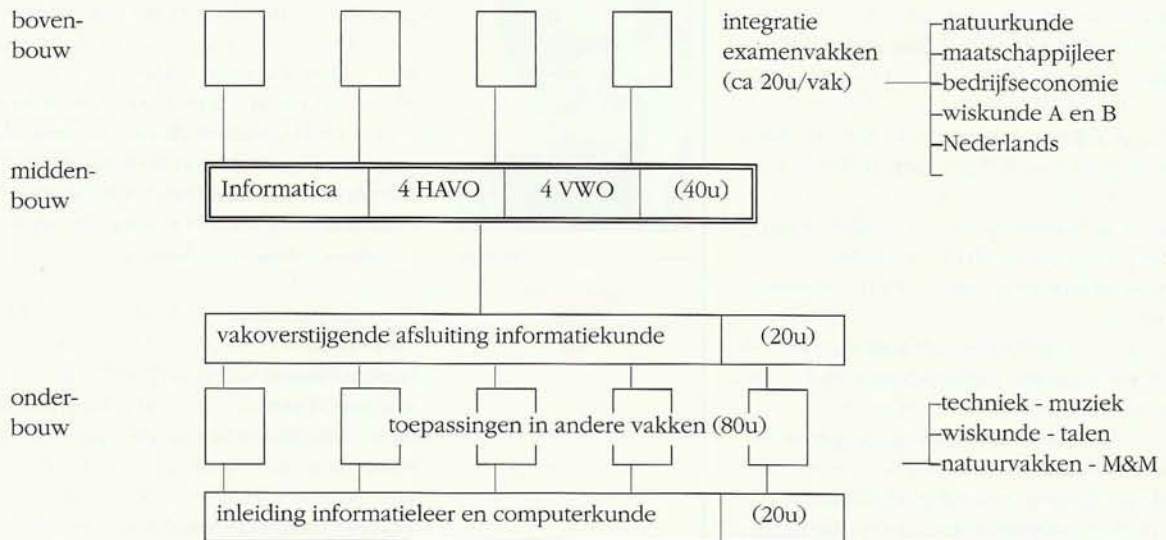 boven-
bouw
integratie
examenvakken
(ca 20u/vak)
natuurkunde
maatschappijleer
bedrijfseconomie
wiskunde A en B
Nederlands
midden-
bouw
Informatica 4 HAVO 4 VWO (40u)
vakoverstijgende afsluiting informatiekunde (20u)
onder-
bouw
toepassingen in andere vakken (80u)
techniek - muziek
wiskunde - talen
natuurvakken - M&M
inleiding informatieleer en computerkunde (20u)